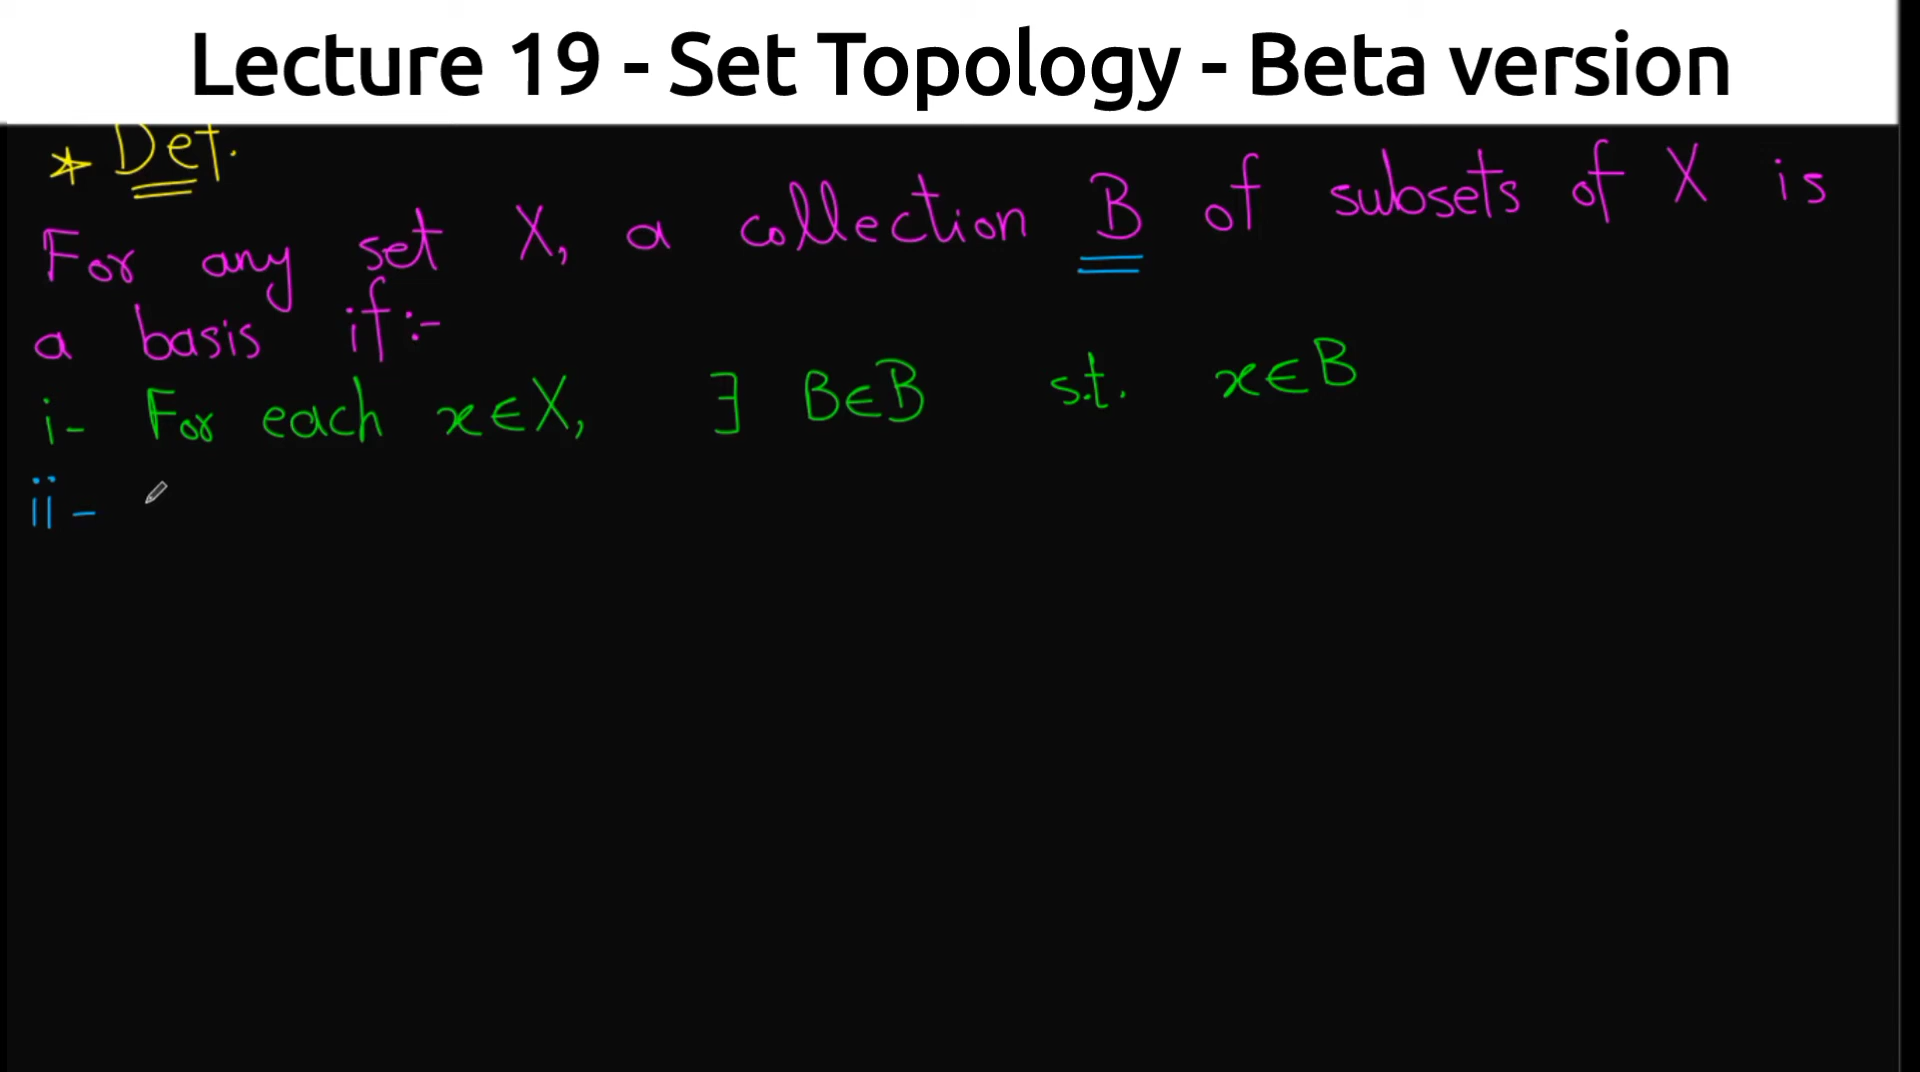 Lecture 19 - Set Topology - Beta version
* Def.
For any set X, a collection B of subsets of X is
a basis if:-
i- For each x∈X, ∃ B∈B s.t. x∈B
ii-